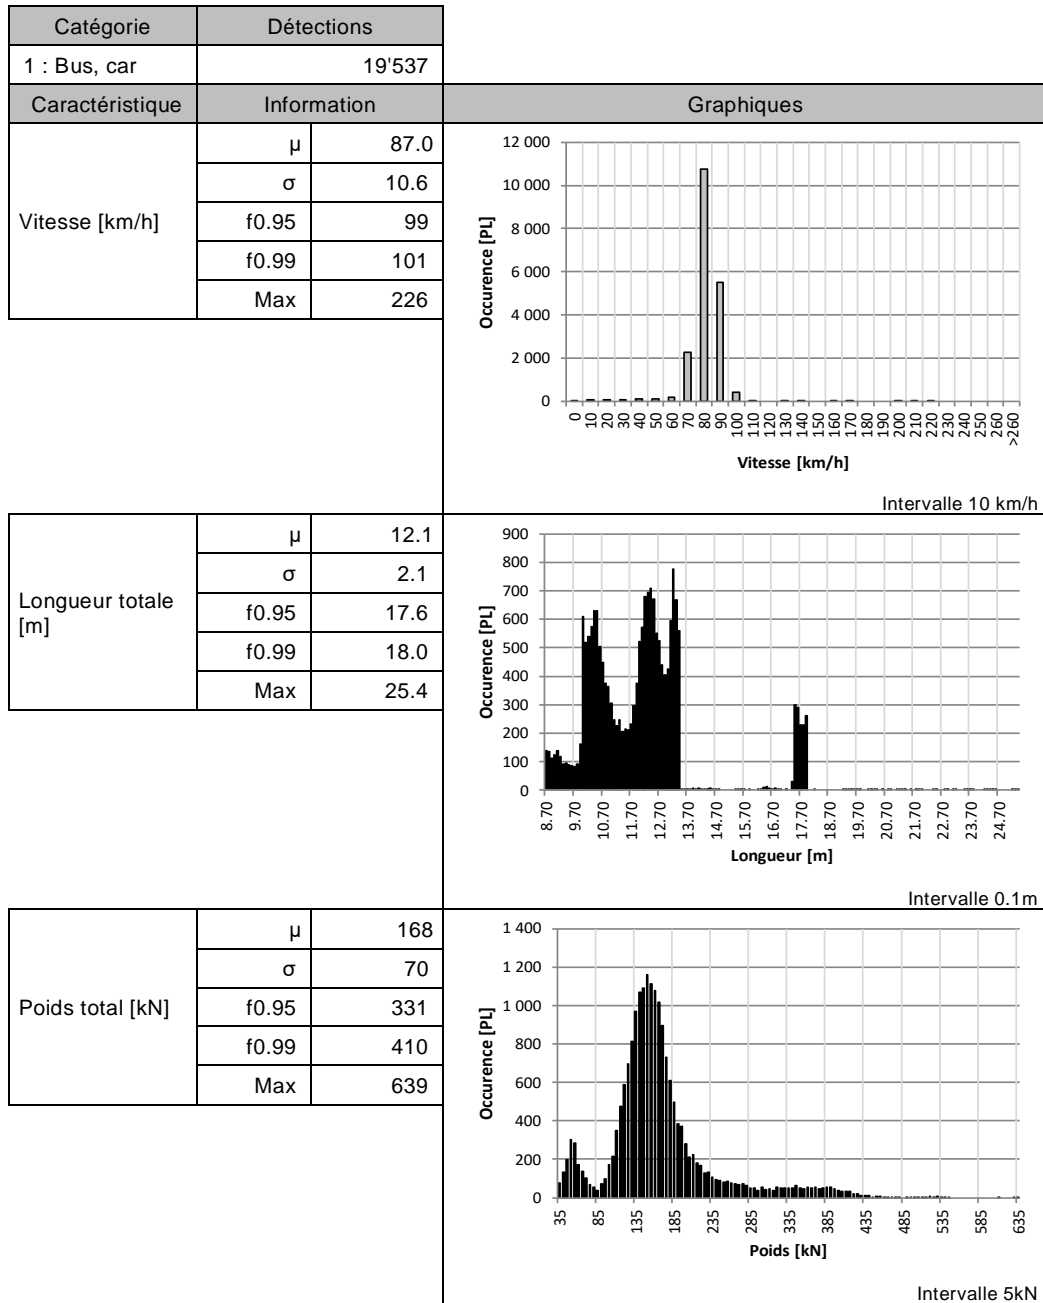 Catégorie Détections
1 : Bus, car 19'537
Caractéristique Information Graphiques
Vitesse [km/h]
µ 87.0
σ 10.6
f0.95 99
f0.99 101
Max 226
12 000
10 000
8 000
6 000
4 000
2 000
0
Occurence [PL]
0 10 20 30 40 50 60 70 80 90 100 110 120 130 140 150 160 170 180 190 200 210 220 230 240 250 260 >260
Vitesse [km/h]
Intervalle 10 km/h
Longueur totale
[m]
µ 12.1
σ 2.1
f0.95 17.6
f0.99 18.0
Max 25.4
900
800
700
600
500
400
300
200
100
0
Occurence [PL]
8.70 9.70 10.70 11.70 12.70 13.70 14.70 15.70 16.70 17.70 18.70 19.70 20.70 21.70 22.70 23.70 24.70
Longueur [m]
Intervalle 0.1m
Poids total [kN]
µ 168
σ 70
f0.95 331
f0.99 410
Max 639
1 400
1 200
1 000
800
600
400
200
0
Occurence [PL]
35 85 135 185 235 285 335 385 435 485 535 585 635
Poids [kN]
Intervalle 5kN